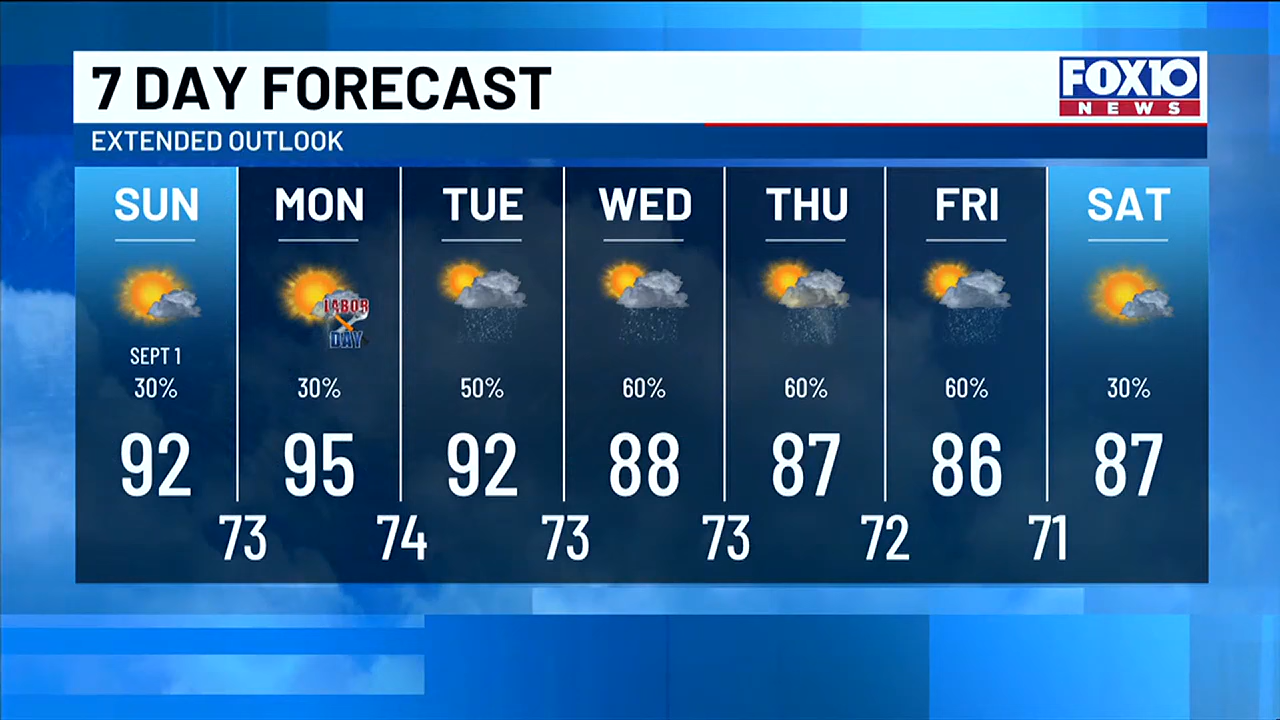 7 DAY FORECAST
FOX10
NEWS
EXTENDED OUTLOOK
SUN MON TUE WED THU FRI SAT
LABOR
DAY
SEPT 1
30% 30% 50% 60% 60% 60% 30%
92 95 92 88 87 86 87
73 74 73 73 72 71